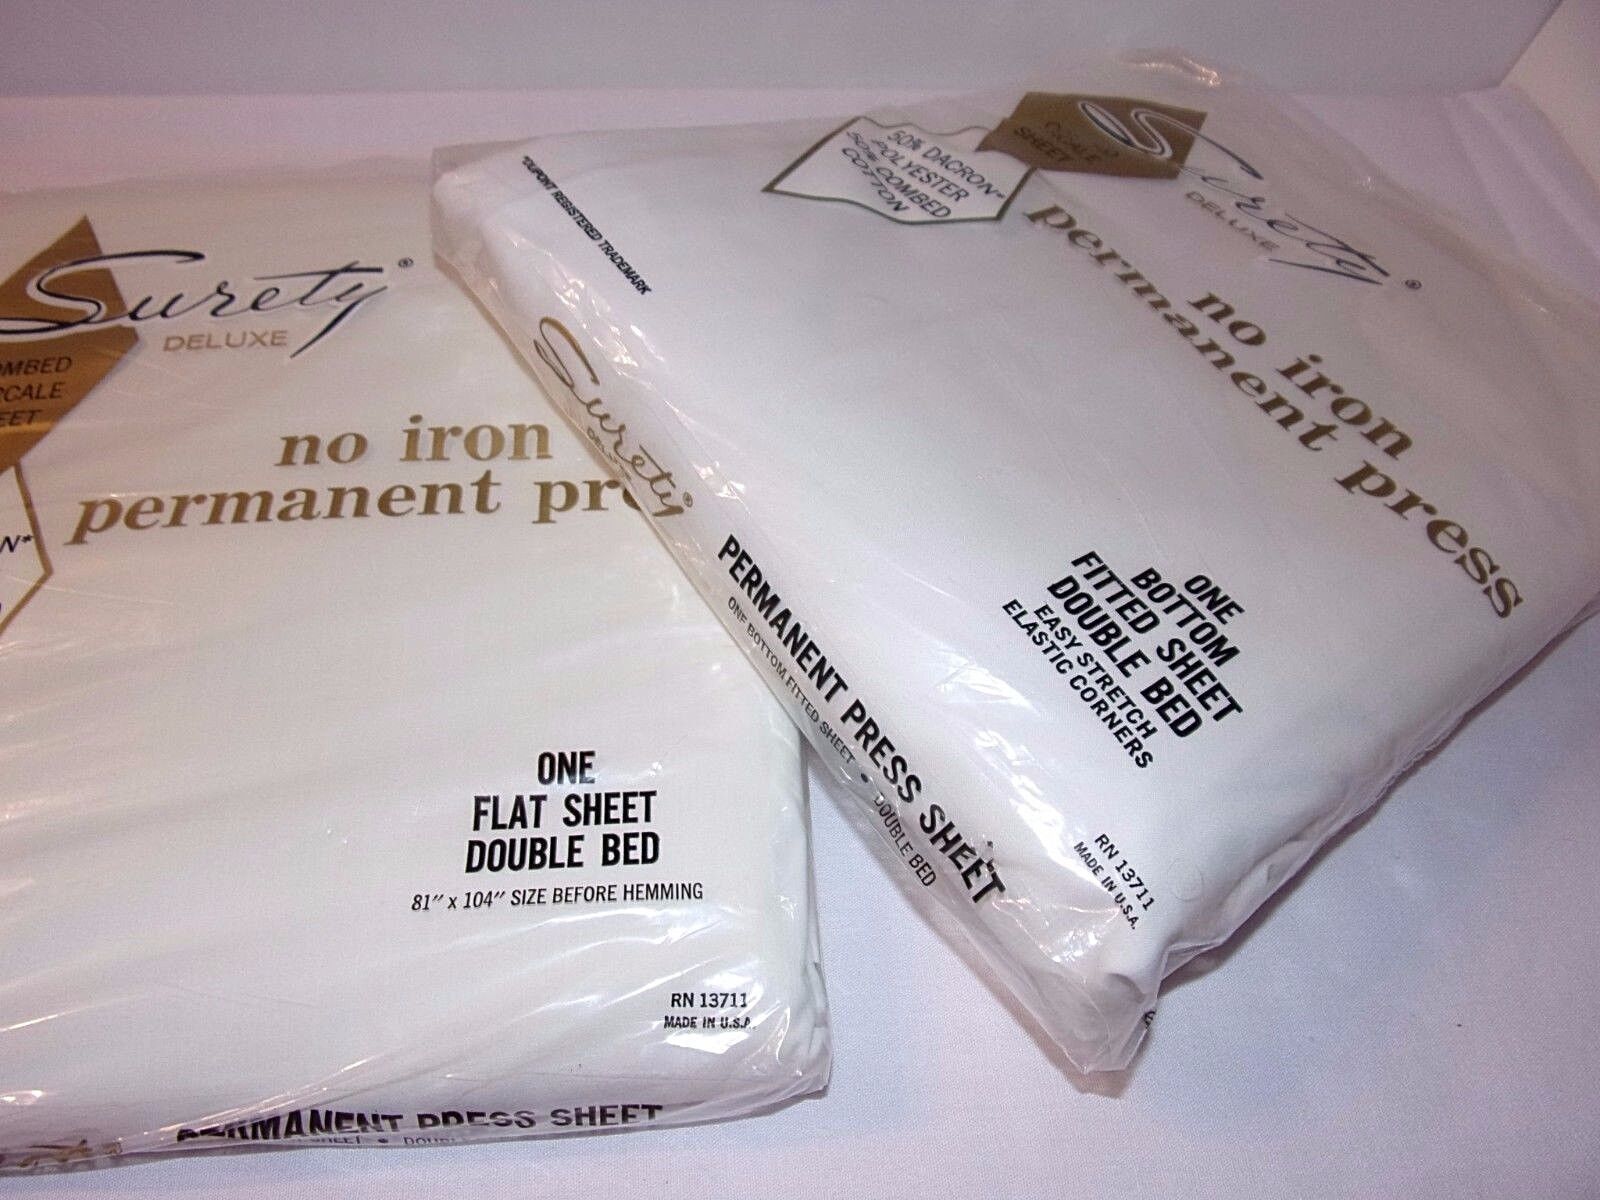 Surety®
DELUXE
no iron
permanent
ONE
FLAT SHEET
DOUBLE BED
81" x 104" SIZE BEFORE HEMMING
RN 13711
MADE IN U.S.A.
PERMANENT PRESS SHEET
SHEET
50% DACRON*
POLYESTER
50% COMBED
COTTON
SHEET
Surety®
DELUXE
no iron
permanent press
*DUPONT REGISTERED TRADEMARK
ONE
BOTTOM
FITTED SHEET
DOUBLE BED
EASY STRETCH
ELASTIC CORNERS
RN 13711
MADE IN U.S.A.
Surety®
PERMANENT PRESS SHEET
ONE BOTTOM FITTED SHEET • DOUBLE BED